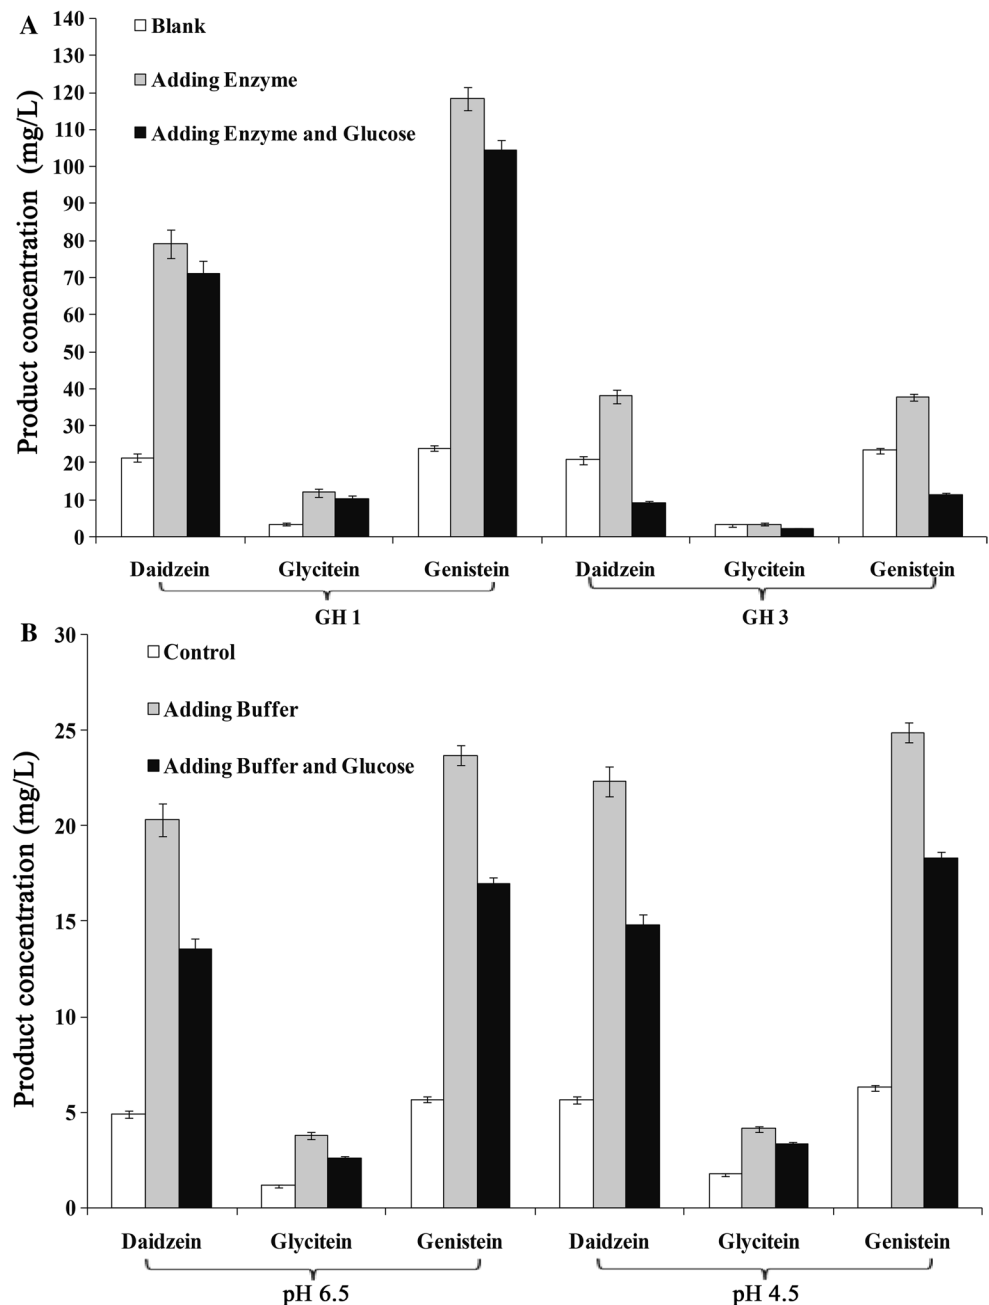 A
Product concentration (mg/L)
140
130
120
110
100
90
80
70
60
50
40
30
20
10
0
Blank
Adding Enzyme
Adding Enzyme and Glucose
Daidzein Glycitein Genistein Daidzein Glycitein Genistein
GH 1 GH 3
B
Product concentration (mg/L)
30
25
20
15
10
5
0
Control
Adding Buffer
Adding Buffer and Glucose
Daidzein Glycitein Genistein Daidzein Glycitein Genistein
pH 6.5 pH 4.5